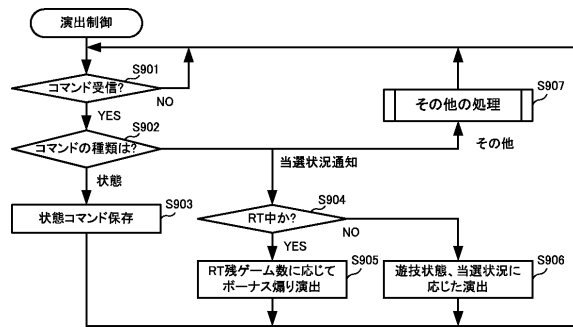 演出制御
S901
コマンド受信?
NO
YES
S902
コマンドの種類は?
状態
S903
状態コマンド保存
当選状況通知
その他
S907
その他の処理
S904
RT中か?
YES
NO
S905
RT残ゲーム数に応じて
ボーナス煽り演出
S906
遊技状態、当選状況に
応じた演出